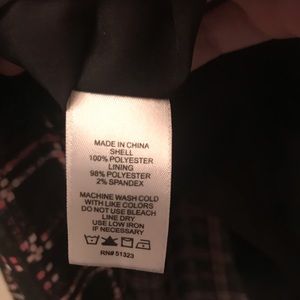 MADE IN CHINA
SHELL
100% POLYESTER
LINING
98% POLYESTER
2% SPANDEX
MACHINE WASH COLD
WITH LIKE COLORS
DO NOT USE BLEACH
LINE DRY
USE LOW IRON
IF NECESSARY
RN# 51323